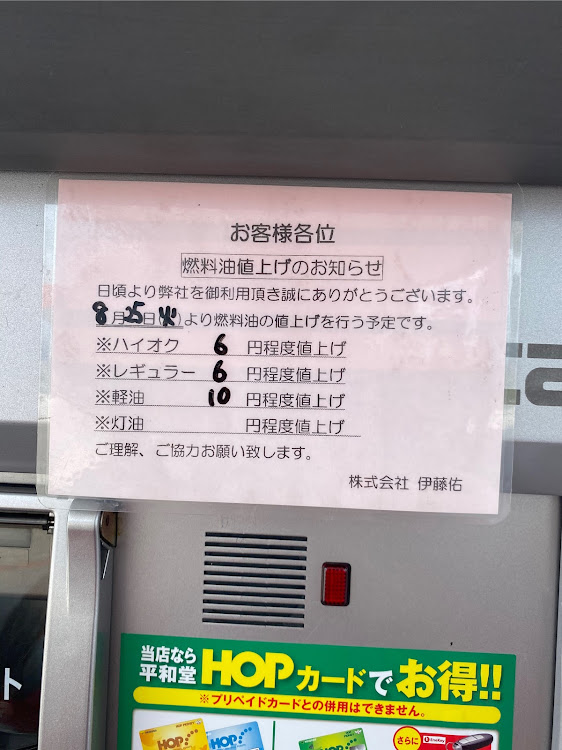 お客様各位
燃料油値上げのお知らせ
日頃より弊社を御利用頂き誠にありがとうございます。
8月25日(火)より燃料油の値上げを行う予定です。
※ハイオク 6 円程度値上げ
※レギュラー 6 円程度値上げ
※軽油 10 円程度値上げ
※灯油 円程度値上げ
ご理解、ご協力お願い致します。
株式会社 伊藤佑
ト
当店なら
平和堂 HOPカードでお得!!
※プリペイドカードとの併用はできません。
HOP
HOP
HOP
さらに